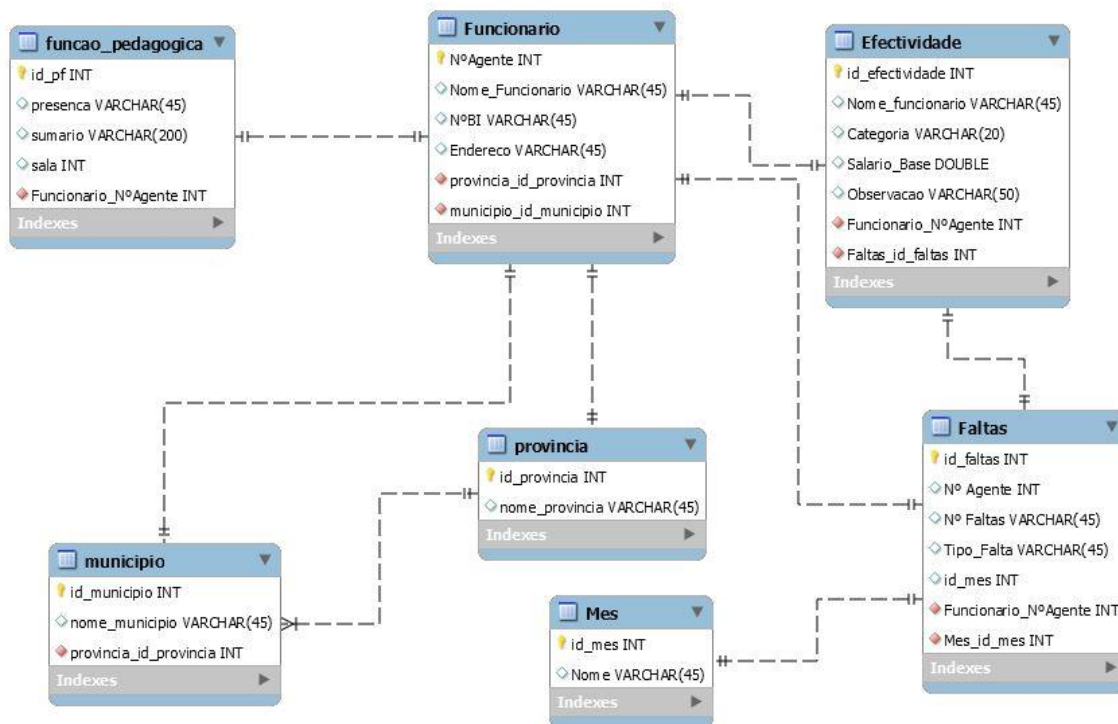 funcao_pedagogica
id_pf INT
presenca VARCHAR(45)
sumario VARCHAR(200)
sala INT
Funcionario_NºAgente INT
Indexes
Funcionario
NºAgente INT
Nome_Funcionario VARCHAR(45)
NºBI VARCHAR(45)
Endereco VARCHAR(45)
provincia_id_provincia INT
municipio_id_municipio INT
Indexes
Efectividade
id_efectividade INT
Nome_funcionario VARCHAR(45)
Categoria VARCHAR(20)
Salario_Base DOUBLE
Observacao VARCHAR(50)
Funcionario_NºAgente INT
Faltas_id_faltas INT
Indexes
provincia
id_provincia INT
nome_provincia VARCHAR(45)
Indexes
Faltas
id_faltas INT
Nº Agente INT
Nº Faltas VARCHAR(45)
Tipo_Falta VARCHAR(45)
id_mes INT
Funcionario_NºAgente INT
Mes_id_mes INT
Indexes
municipio
id_municipio INT
nome_municipio VARCHAR(45)
provincia_id_provincia INT
Indexes
Mes
id_mes INT
Nome VARCHAR(45)
Indexes